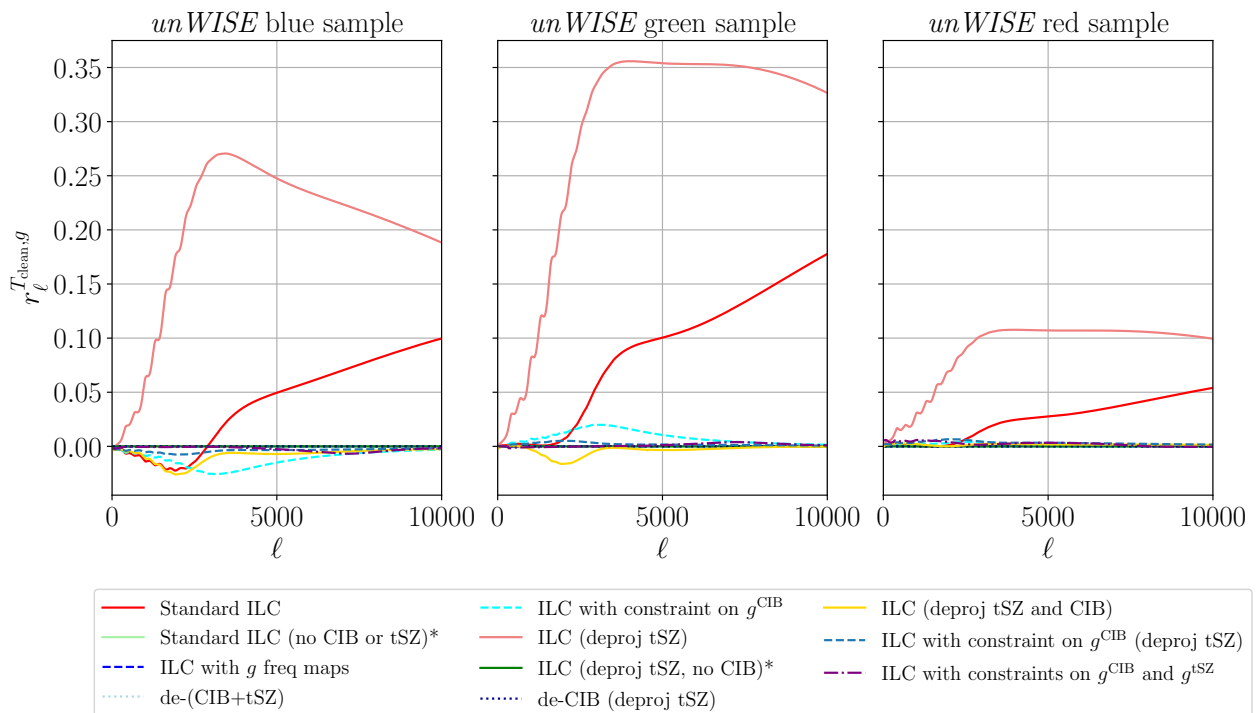 unWISE blue sample
unWISE green sample
unWISE red sample
0.35
0.30
0.25
0.20
0.15
0.10
0.05
0.00
r_ℓ^{T_clean, g}
0 5000 10000
0 5000 10000
0 5000 10000
ℓ
ℓ
ℓ
Standard ILC
Standard ILC (no CIB or tSZ)*
ILC with g freq maps
de-(CIB+tSZ)
ILC with constraint on g^CIB
ILC (deproj tSZ)
ILC (deproj tSZ, no CIB)*
de-CIB (deproj tSZ)
ILC (deproj tSZ and CIB)
ILC with constraint on g^CIB (deproj tSZ)
ILC with constraints on g^CIB and g^tSZ